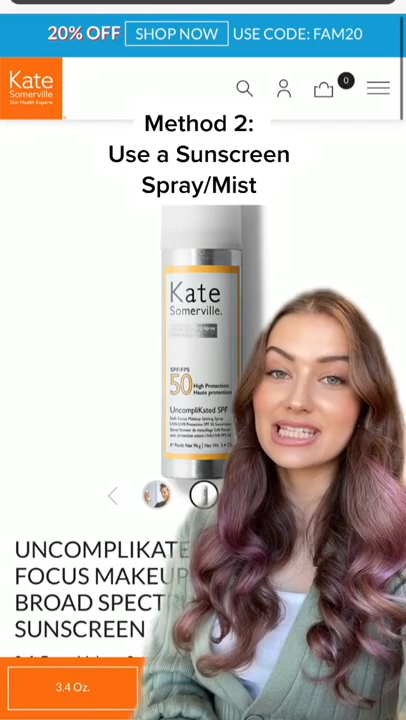 20% OFF SHOP NOW USE CODE: FAM20
Kate
Somerville
Skin Health Experts
0
Method 2:
Use a Sunscreen
Spray/Mist
Kate
Somerville.
SPF/FPS
50 High Protection
Haute protection
UncompliKated SPF
UNCOMPLIKATE
FOCUS MAKEUP
BROAD SPECT
SUNSCREEN
3.4 Oz.